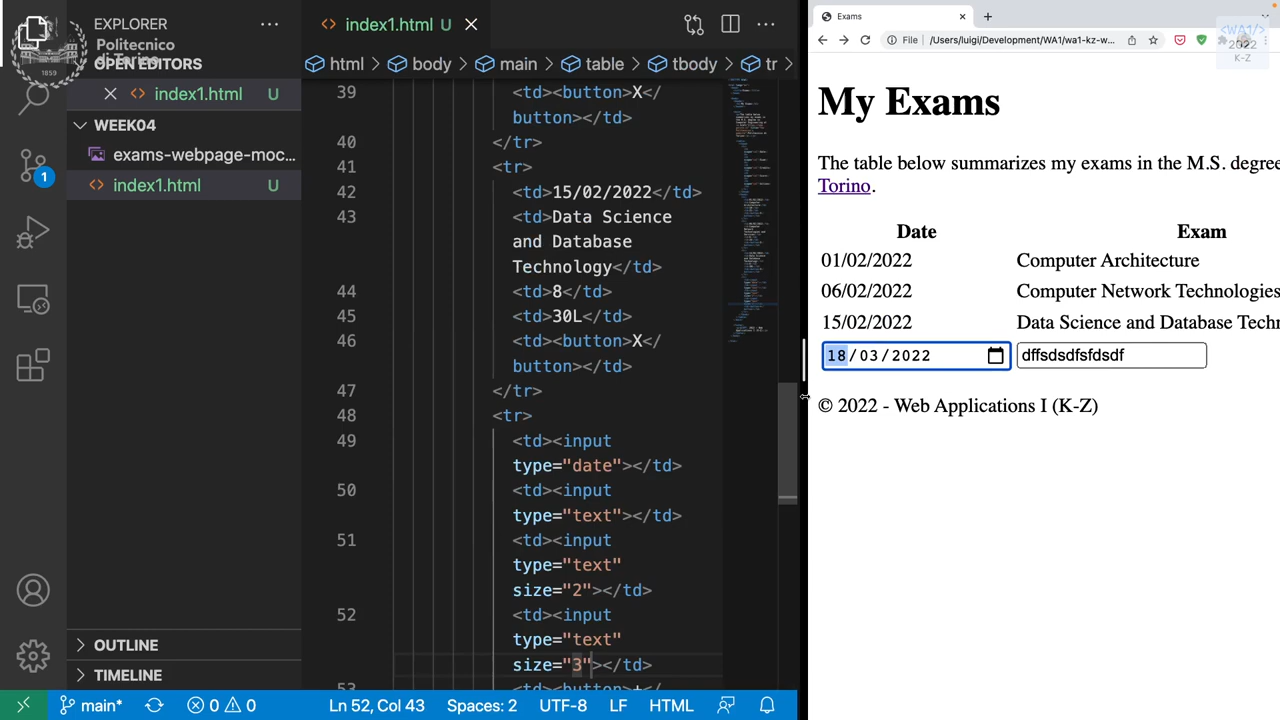 EXPLORER
Politecnico
di Torino
1859
OPEN EDITORS
index1.html U
WEEK04
exams-webpage-moc...
index1.html U
1
OUTLINE
TIMELINE
index1.html U
html > body > main > table > tbody > tr >
39 <td><button>X</
button></td>
40 </tr>
41 <tr>
42 <td>15/02/2022</td>
43 <td>Data Science
and Database
Technology</td>
44 <td>8</td>
45 <td>30L</td>
46 <td><button>X</
button></td>
47 </tr>
48 <tr>
49 <td><input
type="date"></td>
50 <td><input
type="text"></td>
51 <td><input
type="text"
size="2"></td>
52 <td><input
type="text"
size="3"></td>
53 <td><button>+</
main* 0 0 Ln 52, Col 43 Spaces: 2 UTF-8 LF HTML
Exams
File /Users/luigi/Development/WA1/wa1-kz-w...
<WA1/>
2022
K-Z
My Exams
The table below summarizes my exams in the M.S. degree
Torino.
Date Exam
01/02/2022 Computer Architecture
06/02/2022 Computer Network Technologies
15/02/2022 Data Science and Database
18/03/2022 dffsdsdfsfdsdf
© 2022 - Web Applications I (K-Z)